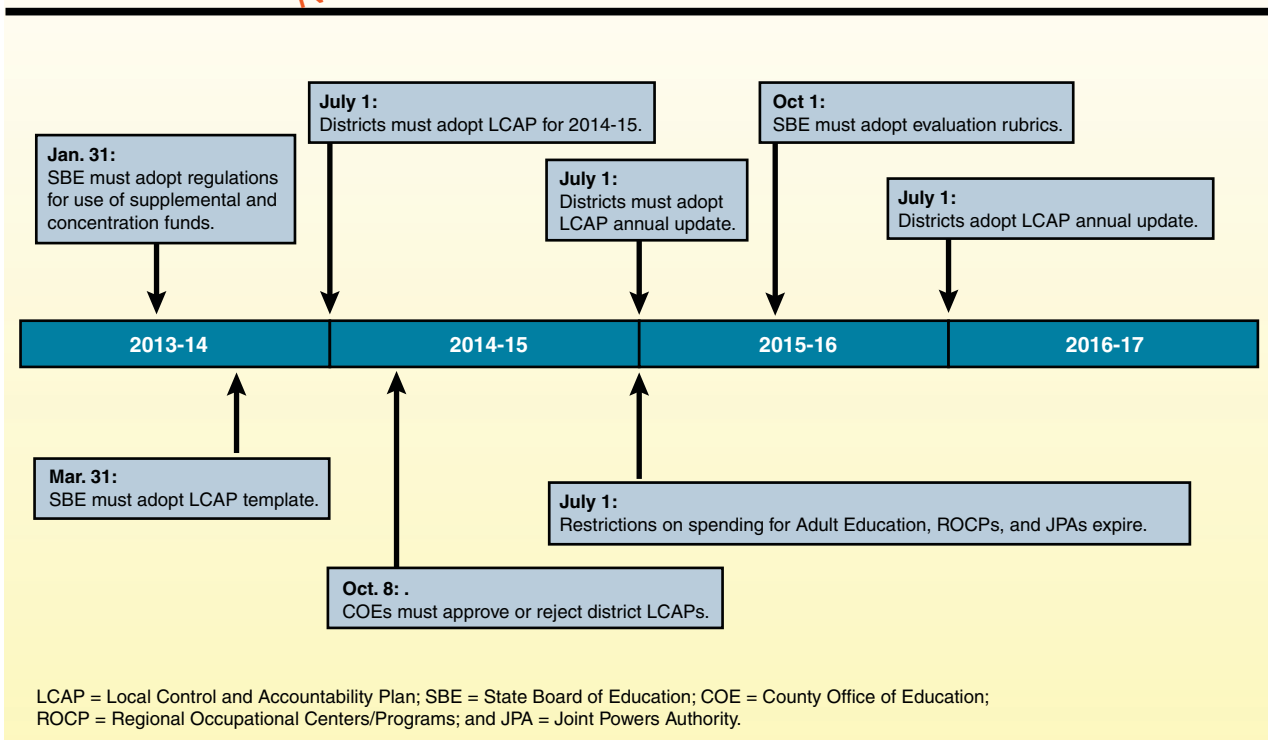 July 1:
Districts must adopt LCAP for 2014-15.
Oct 1:
SBE must adopt evaluation rubrics.
Jan. 31:
SBE must adopt regulations
for use of supplemental and
concentration funds.
July 1:
Districts must adopt
LCAP annual update.
July 1:
Districts adopt LCAP annual update.
2013-14
2014-15
2015-16
2016-17
Mar. 31:
SBE must adopt LCAP template.
July 1:
Restrictions on spending for Adult Education, ROCPs, and JPAs expire.
Oct. 8: .
COEs must approve or reject district LCAPs.
LCAP = Local Control and Accountability Plan; SBE = State Board of Education; COE = County Office of Education;
ROCP = Regional Occupational Centers/Programs; and JPA = Joint Powers Authority.